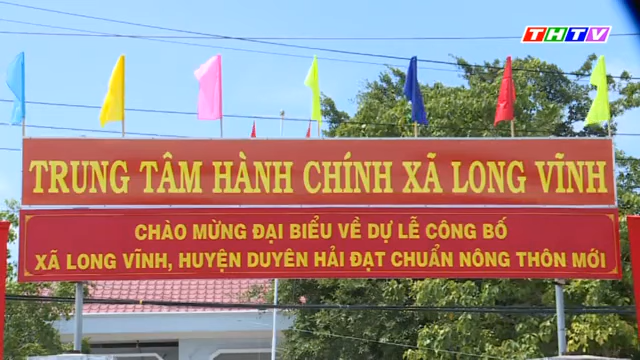 THTV
TRUNG TÂM HÀNH CHÍNH XÃ LONG VĨNH
CHÀO MỪNG ĐẠI BIỂU VỀ DỰ LỄ CÔNG BỐ
XÃ LONG VĨNH, HUYỆN DUYÊN HẢI ĐẠT CHUẨN NÔNG THÔN MỚI